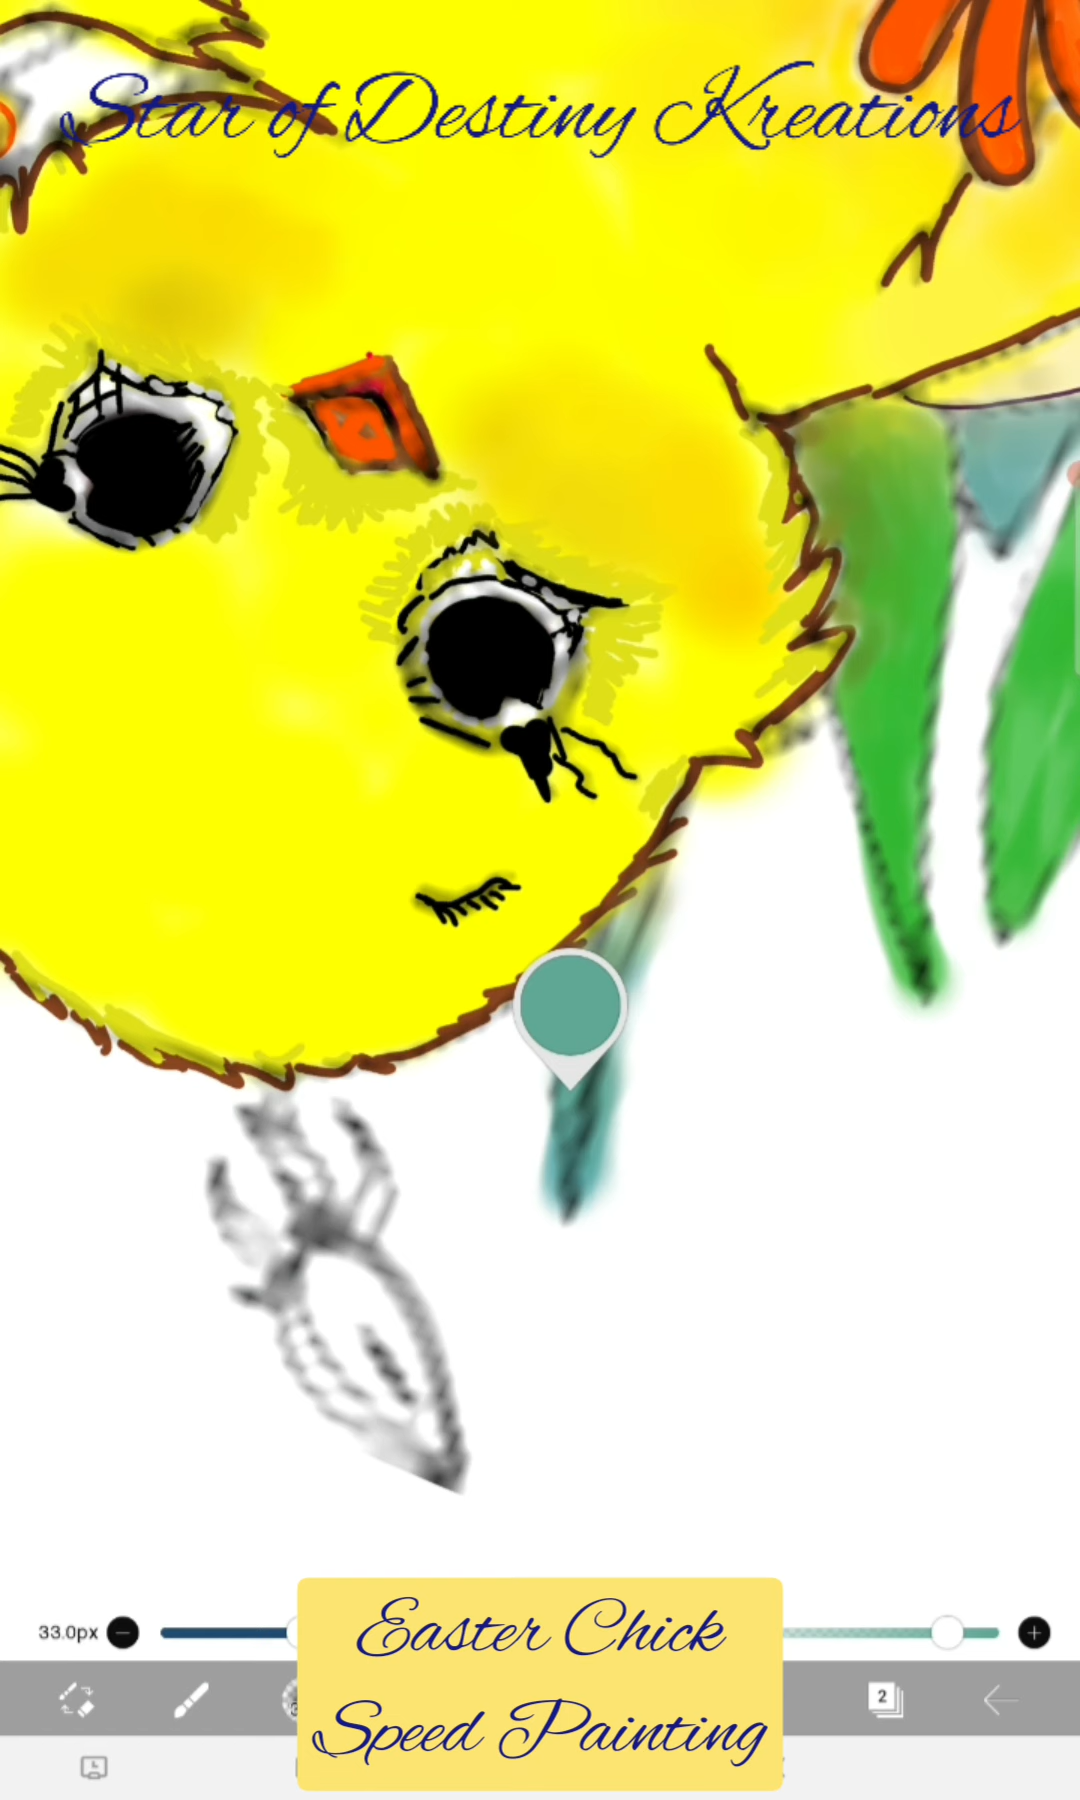 Star of Destiny Kreations
33.0px
2
Easter Chick
Speed Painting